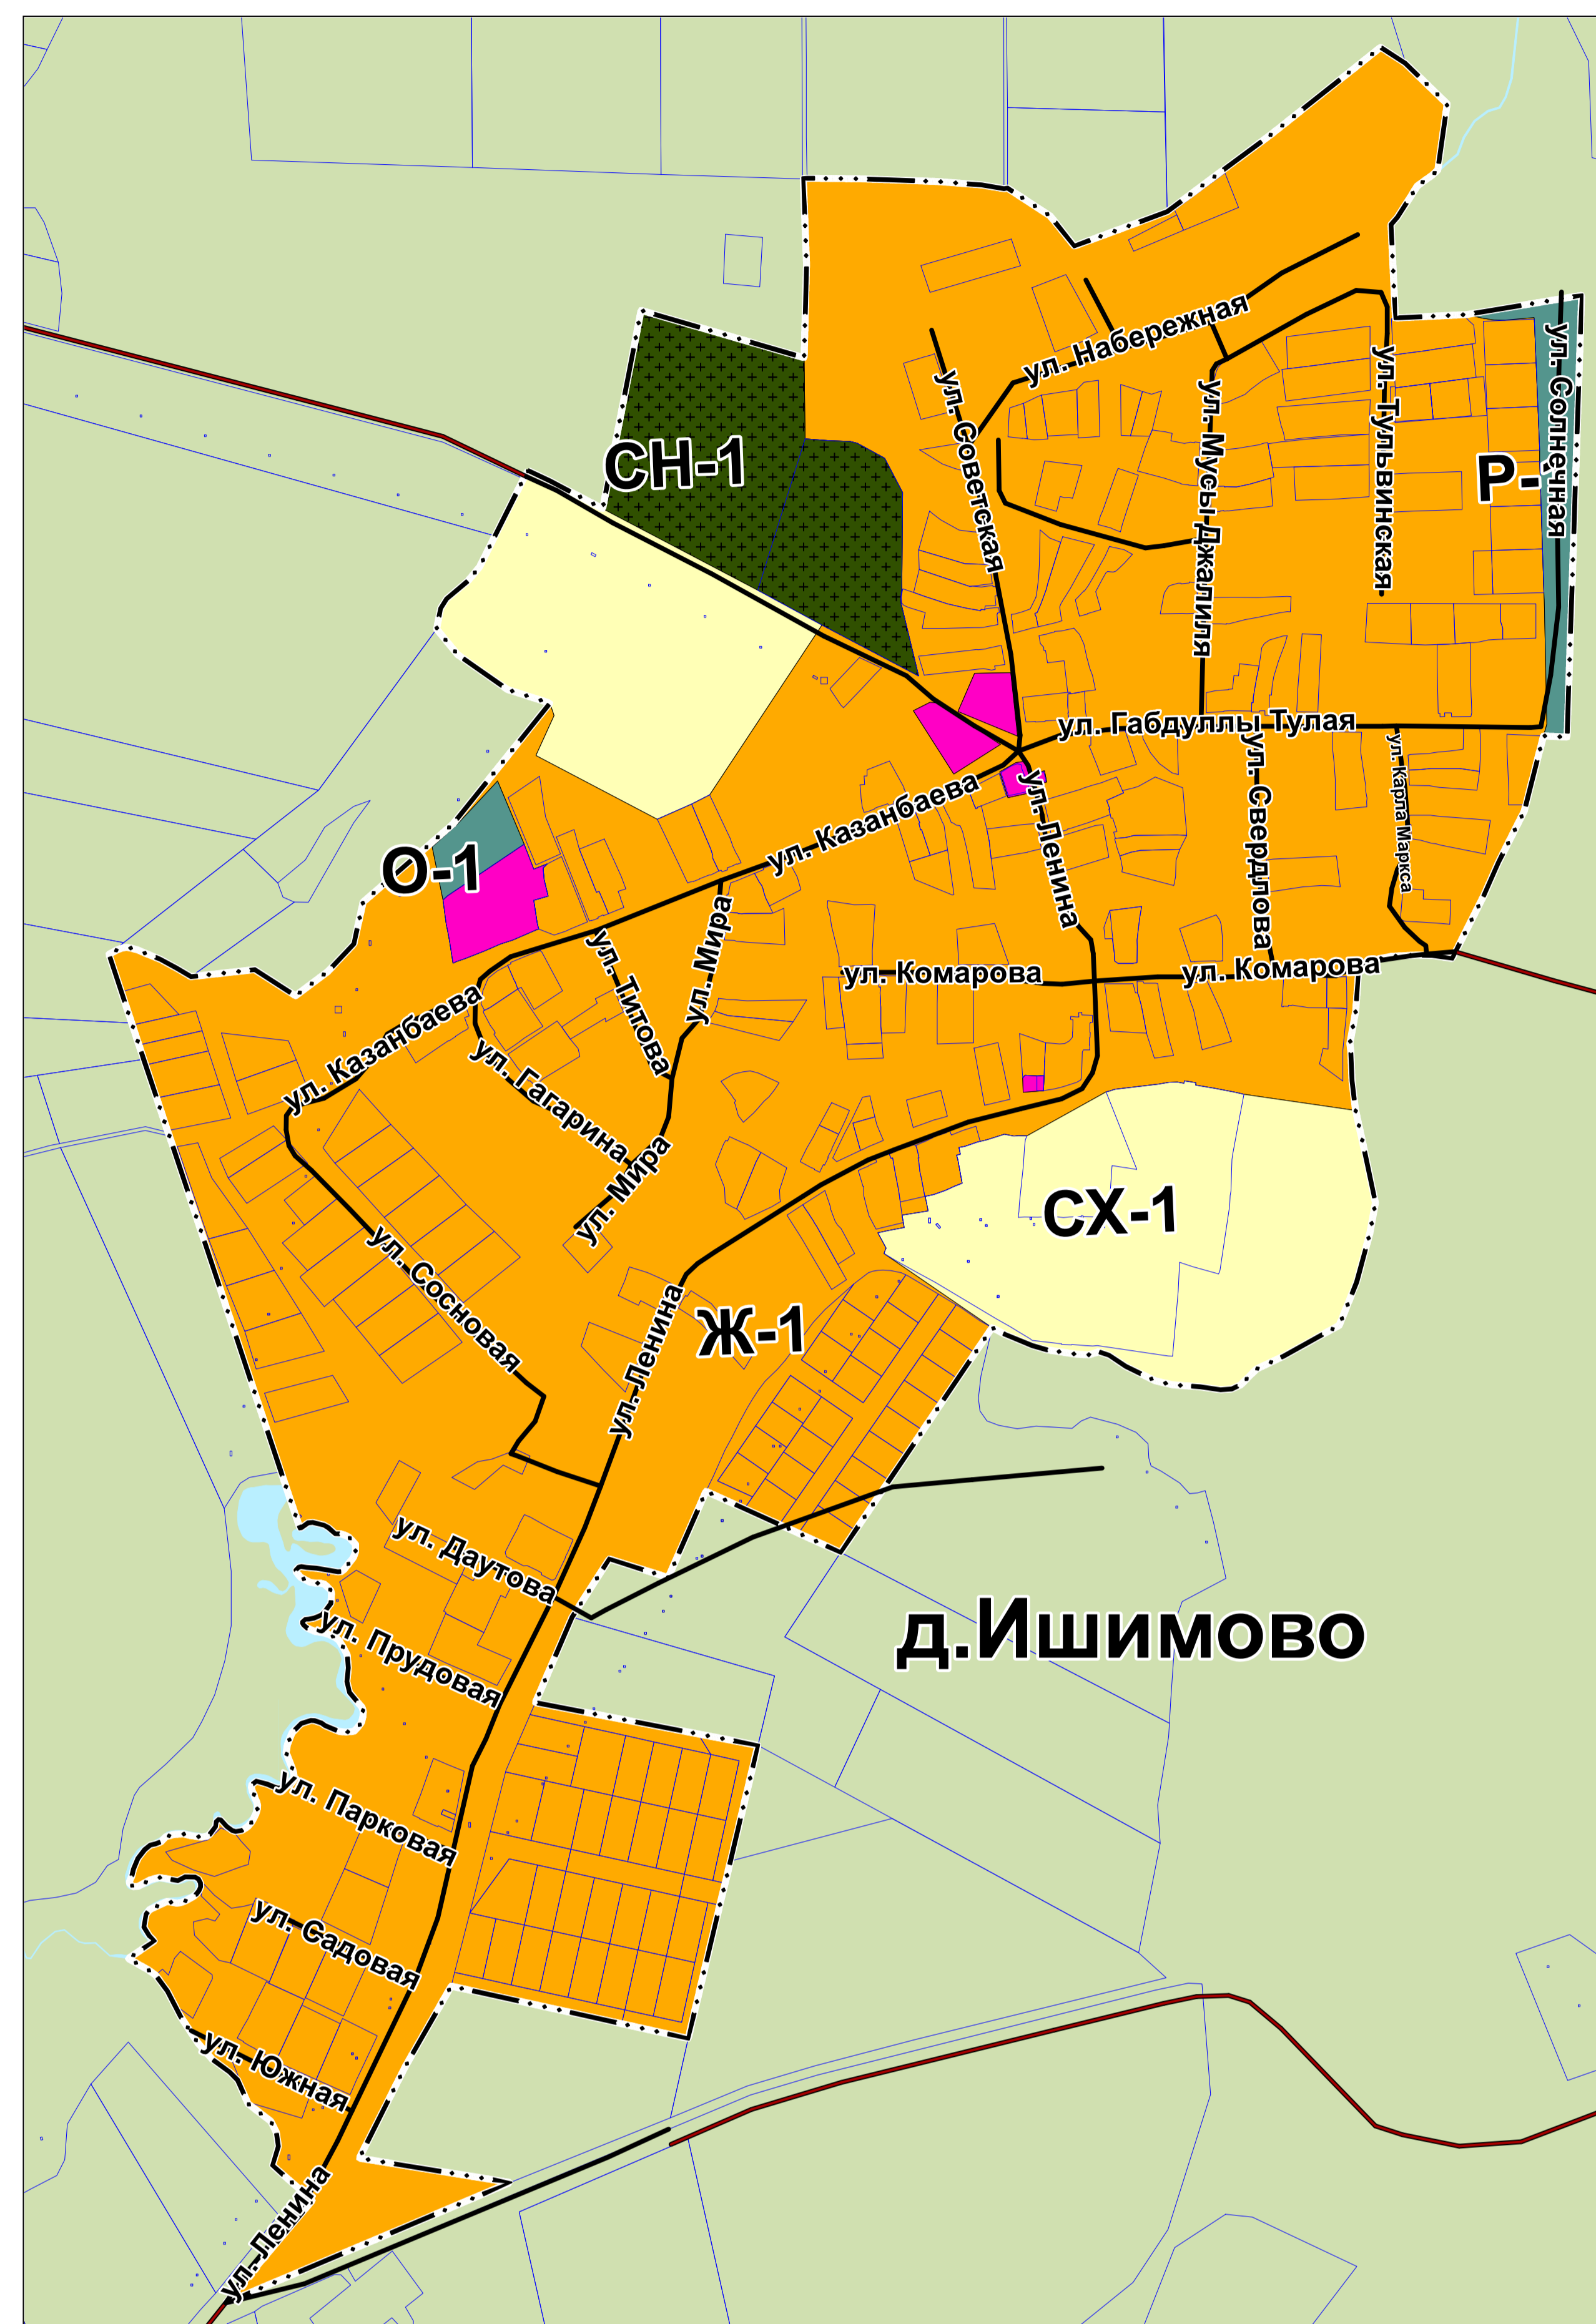 ул. Набережная
ул. Солнечная
ул. Советская
ул. Мусы Джалиля
ул. Тульвинская
СН-1
Р-
ул. Габдуллы Тулая
ул. Свердлова
ул. Карла Маркса
ул. Казанбаева
ул. Ленина
О-1
ул. Мира
ул. Титова
ул. Комарова
ул. Комарова
ул. Казанбаева
ул. Гагарина
ул. Мира
СХ-1
ул. Сосновая
ул. Ленина
Ж-1
ул. Даутова
ул. Прудовая
д.Ишимово
ул. Парковая
ул. Садовая
ул. Южная
ул. Ленина